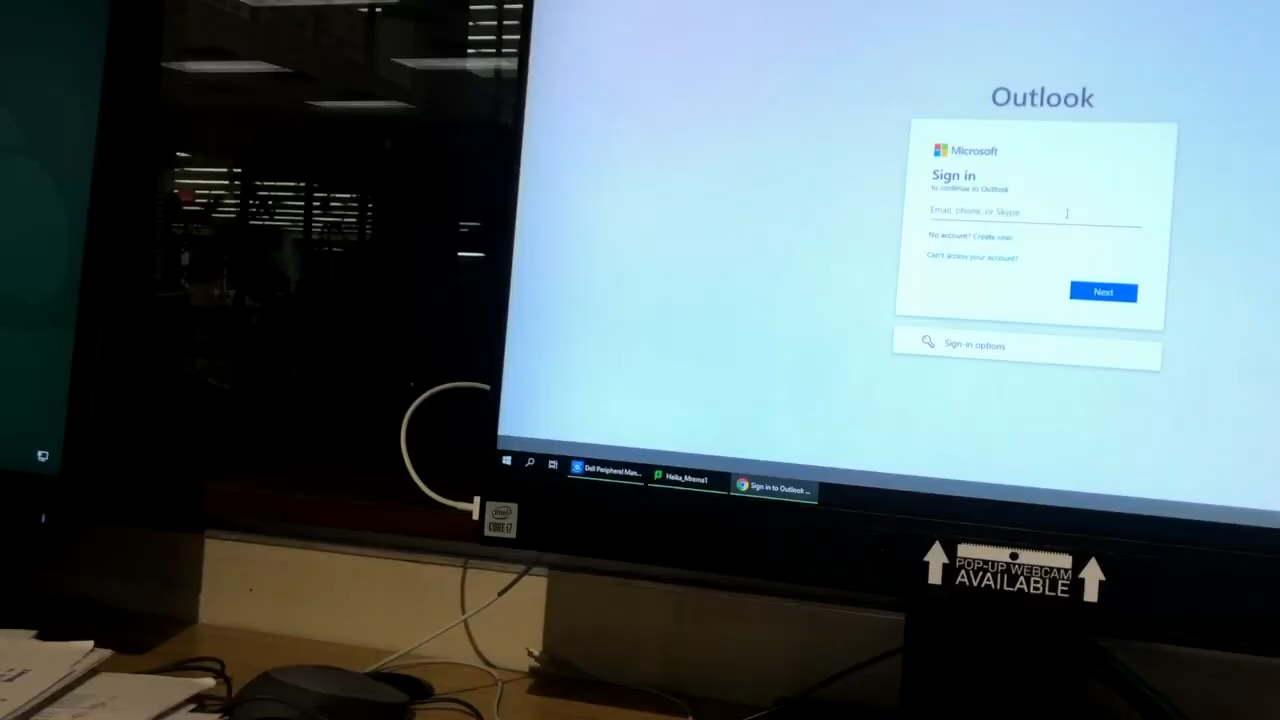 Outlook
Microsoft
Sign in
to continue to Outlook
Email, phone, or Skype
No account? Create one!
Can't access your account?
Next
Sign-in options
Dell Peripheral Man...
Sign in to Outlook ...
intel
CORE i7
POP-UP WEBCAM
AVAILABLE